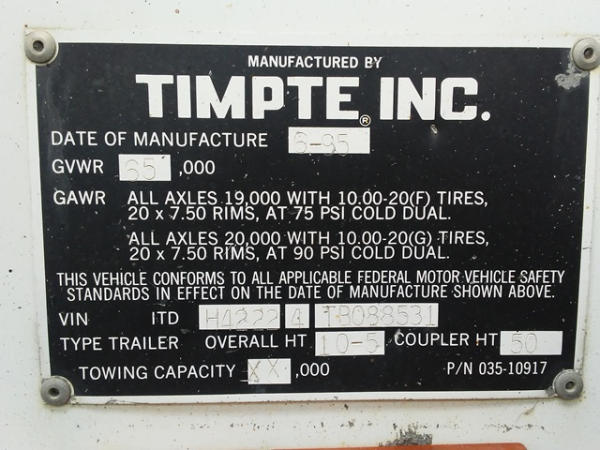 MANUFACTURED BY
TIMPTE® INC.
DATE OF MANUFACTURE 6-95
GVWR 65 ,000
GAWR ALL AXLES 19,000 WITH 10.00-20(F) TIRES,
20 x 7.50 RIMS, AT 75 PSI COLD DUAL.
ALL AXLES 20,000 WITH 10.00-20(G) TIRES,
20 x 7.50 RIMS, AT 90 PSI COLD DUAL.
THIS VEHICLE CONFORMS TO ALL APPLICABLE FEDERAL MOTOR VEHICLE SAFETY
STANDARDS IN EFFECT ON THE DATE OF MANUFACTURE SHOWN ABOVE.
VIN 1TD H4222 4 TB088531
TYPE TRAILER OVERALL HT 10-5 COUPLER HT 50
TOWING CAPACITY XX ,000 P/N 035-10917